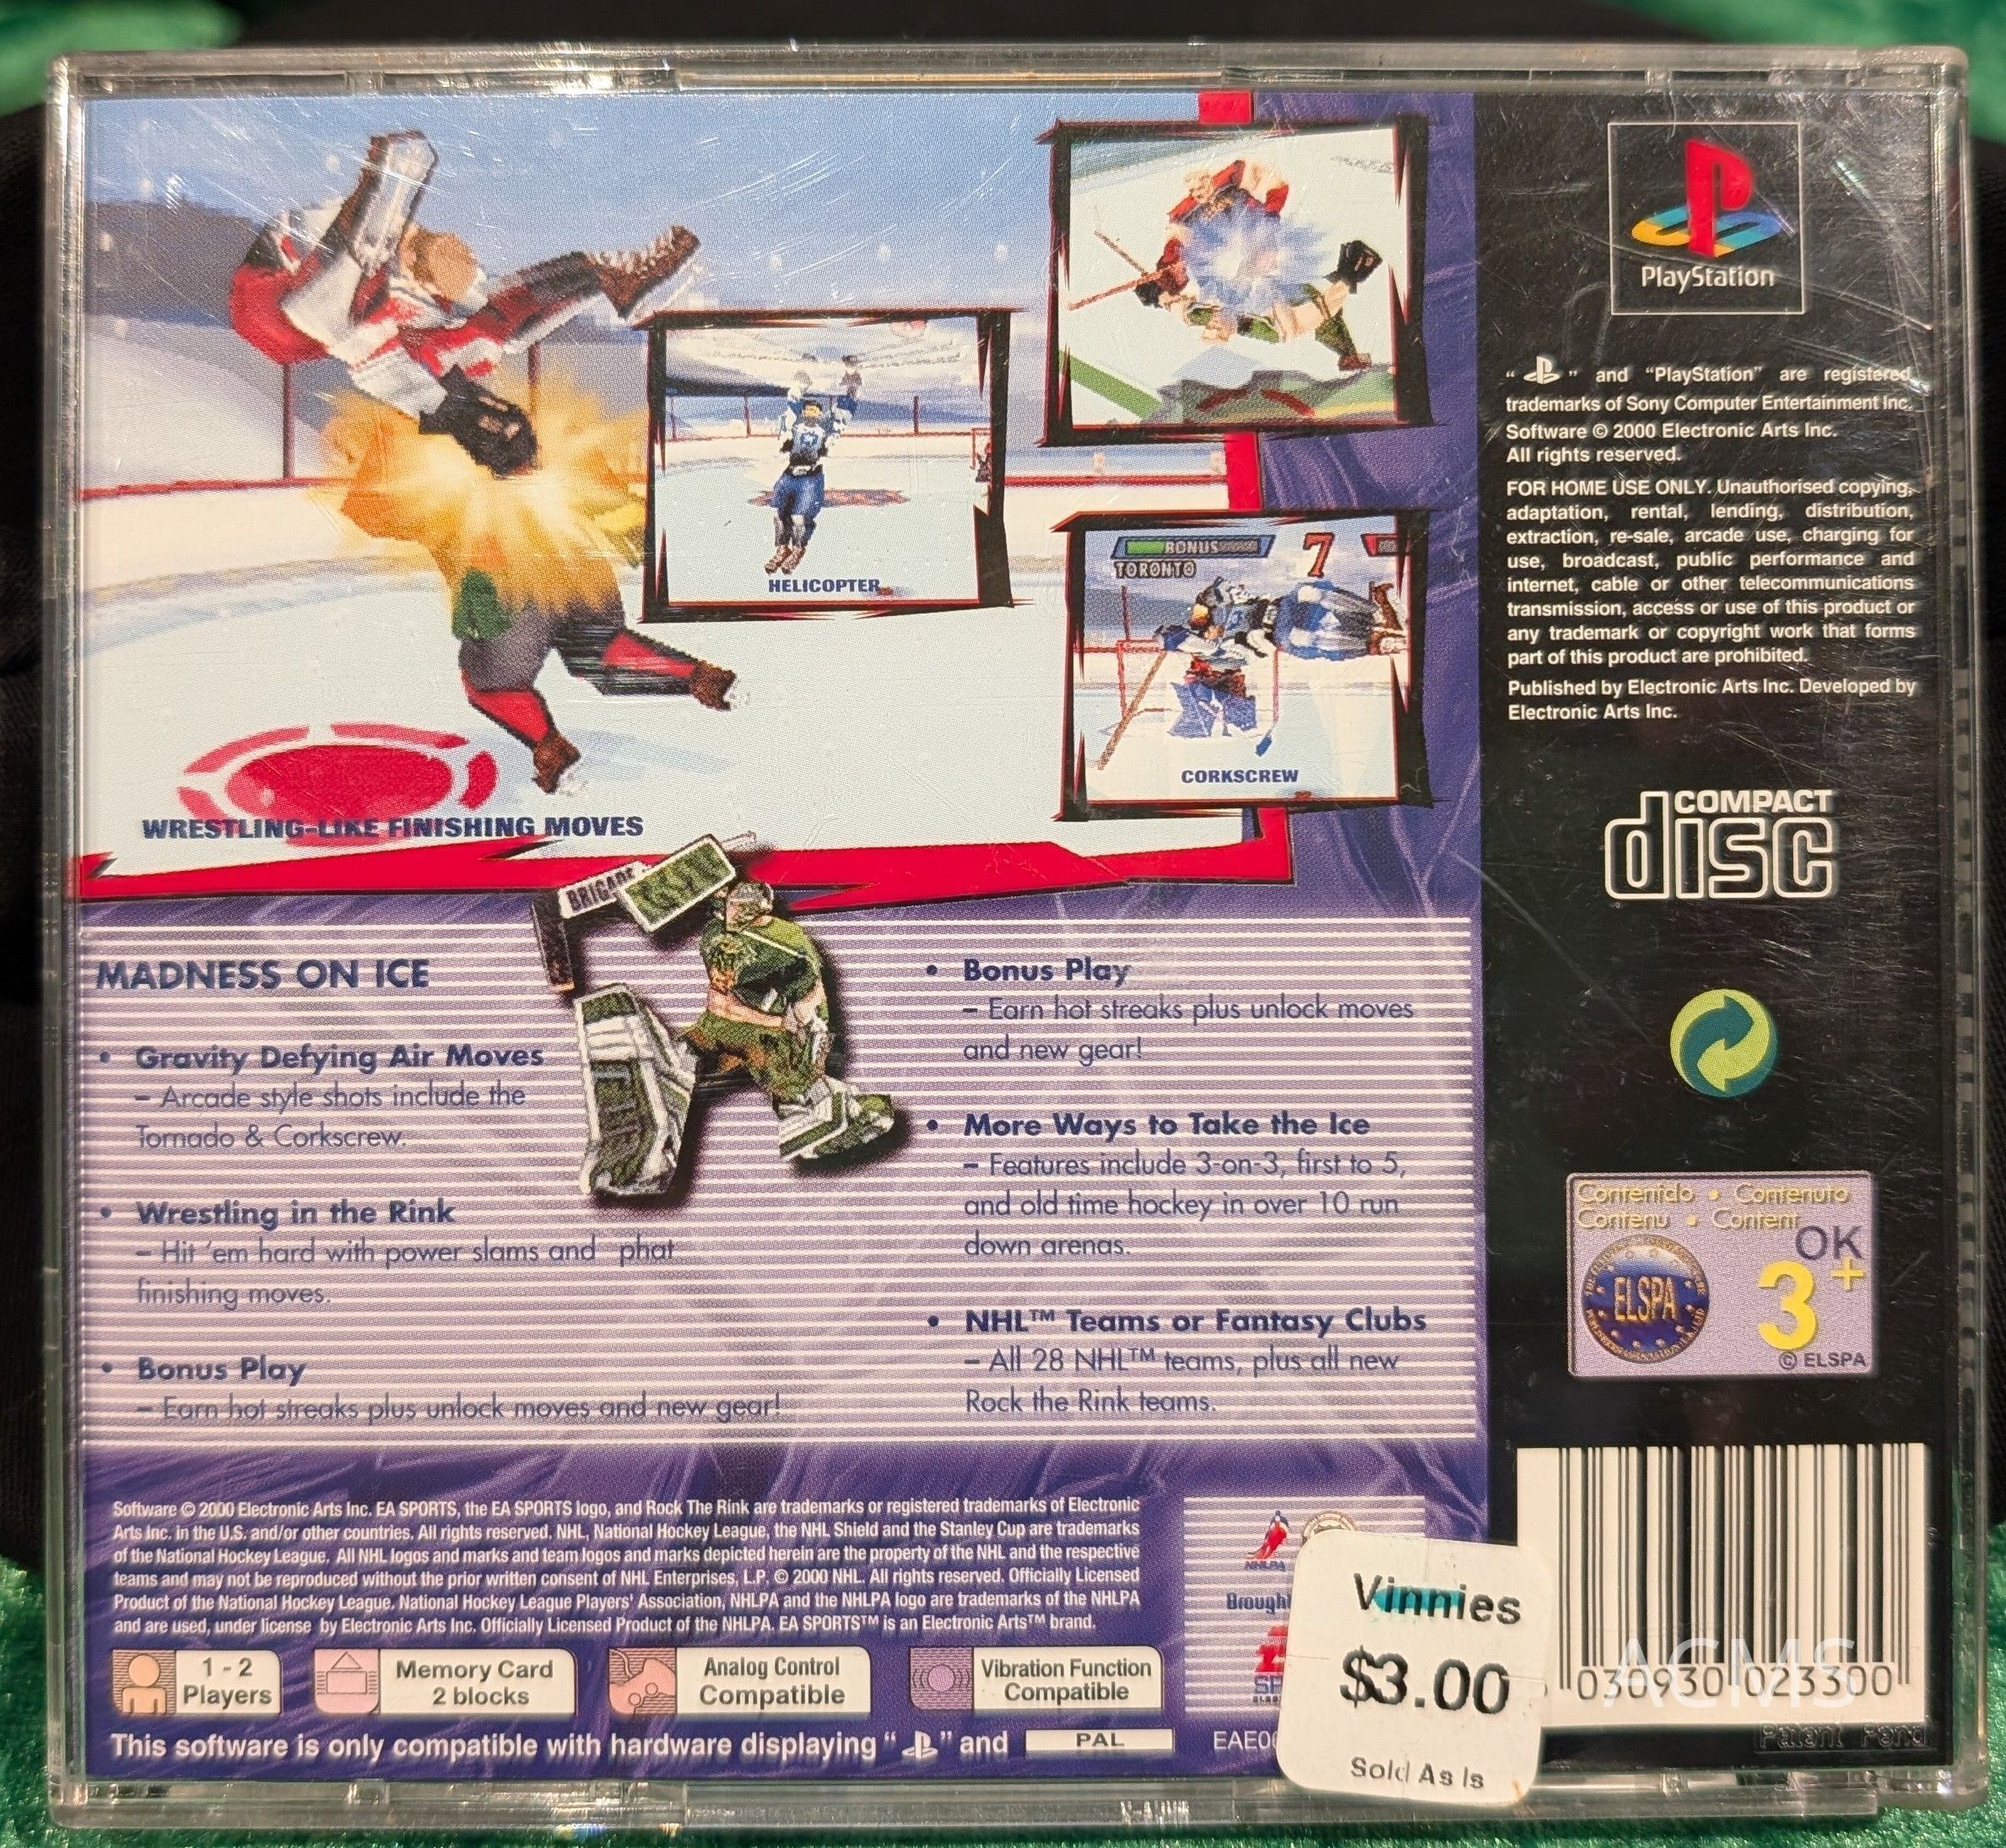 HELICOPTER
BONUS
7
TORONTO
CORKSCREW
WRESTLING-LIKE FINISHING MOVES
BRIGADE
MADNESS ON ICE
• Gravity Defying Air Moves
– Arcade style shots include the
Tornado & Corkscrew.
• Wrestling in the Rink
– Hit 'em hard with power slams and phat
finishing moves.
• Bonus Play
– Earn hot streaks plus unlock moves and new gear!
• Bonus Play
– Earn hot streaks plus unlock moves
and new gear!
• More Ways to Take the Ice
– Features include 3-on-3, first to 5,
and old time hockey in over 10 run
down arenas.
• NHL™ Teams or Fantasy Clubs
– All 28 NHL™ teams, plus all new
Rock the Rink teams.
Software © 2000 Electronic Arts Inc. EA SPORTS, the EA SPORTS logo, and Rock The Rink are trademarks or registered trademarks of Electronic
Arts Inc. in the U.S. and/or other countries. All rights reserved. NHL, National Hockey League, the NHL Shield and the Stanley Cup are trademarks
of the National Hockey League. All NHL logos and marks and team logos and marks depicted herein are the property of the NHL and the respective
teams and may not be reproduced without the prior written consent of NHL Enterprises, L.P. © 2000 NHL. All rights reserved. Officially Licensed
Product of the National Hockey League. National Hockey League Players' Association, NHLPA and the NHLPA logo are trademarks of the NHLPA
and are used, under license by Electronic Arts Inc. Officially Licensed Product of the NHLPA. EA SPORTS™ is an Electronic Arts™ brand.
1 - 2
Players
Memory Card
2 blocks
Analog Control
Compatible
Vibration Function
Compatible
This software is only compatible with hardware displaying " " and PAL
NHLPA
Vinnies
$3.00
Sold As Is
PlayStation
" " and "PlayStation" are registered
trademarks of Sony Computer Entertainment Inc.
Software © 2000 Electronic Arts Inc.
All rights reserved.
FOR HOME USE ONLY. Unauthorised copying,
adaptation, rental, lending, distribution,
extraction, re-sale, arcade use, charging for
use, broadcast, public performance and
internet, cable or other telecommunications
transmission, access or use of this product or
any trademark or copyright work that forms
part of this product are prohibited.
Published by Electronic Arts Inc. Developed by
Electronic Arts Inc.
COMPACT
disc
Contenido • Contenuto
Contenu • Content
OK
ELSPA
3+
© ELSPA
030930 023300
ACMS
Patent Pend